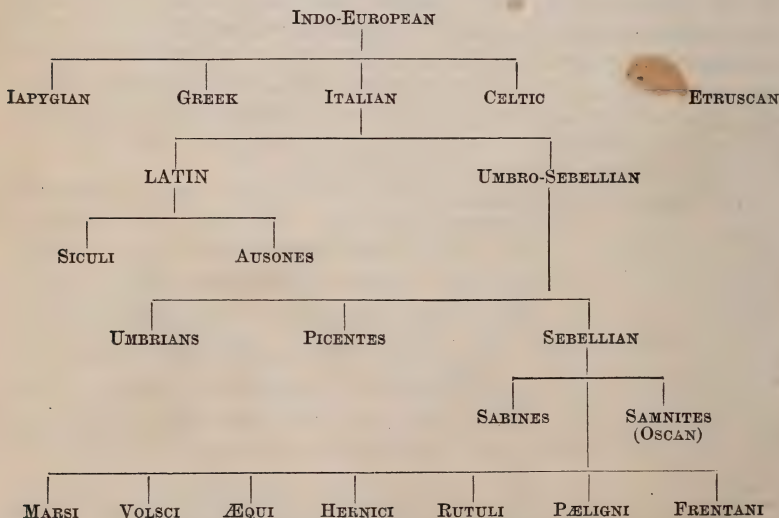 INDO-EUROPEAN
IAPYGIAN GREEK ITALIAN CELTIC ETRUSCAN
LATIN UMBRO-SEBELLIAN
SICULI AUSONES
UMBRIANS PICENTES SEBELLIAN
SABINES SAMNITES
(OSCAN)
MARSI VOLSCI ÆQUI HERNICI RUTULI PÆLIGNI FRENTANI